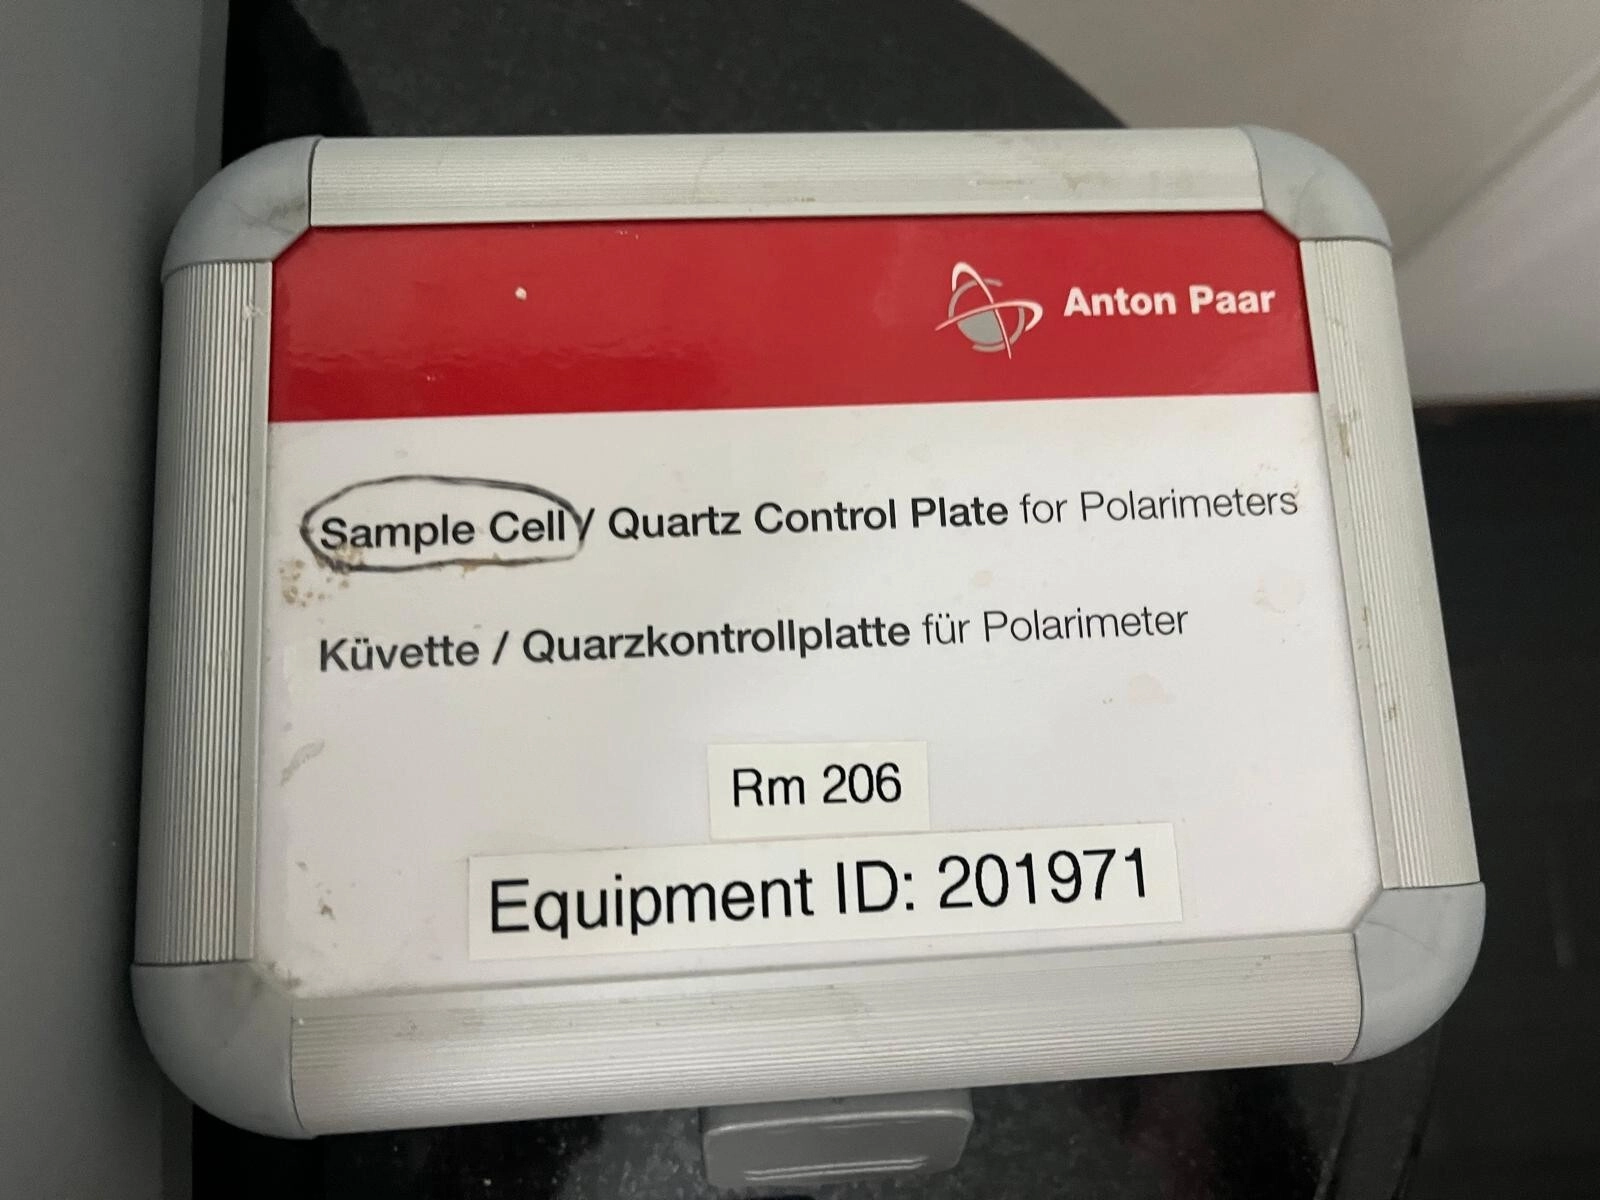 Anton Paar
Sample Cell / Quartz Control Plate for Polarimeters
Küvette / Quarzkontrollplatte für Polarimeter
Rm 206
Equipment ID: 201971